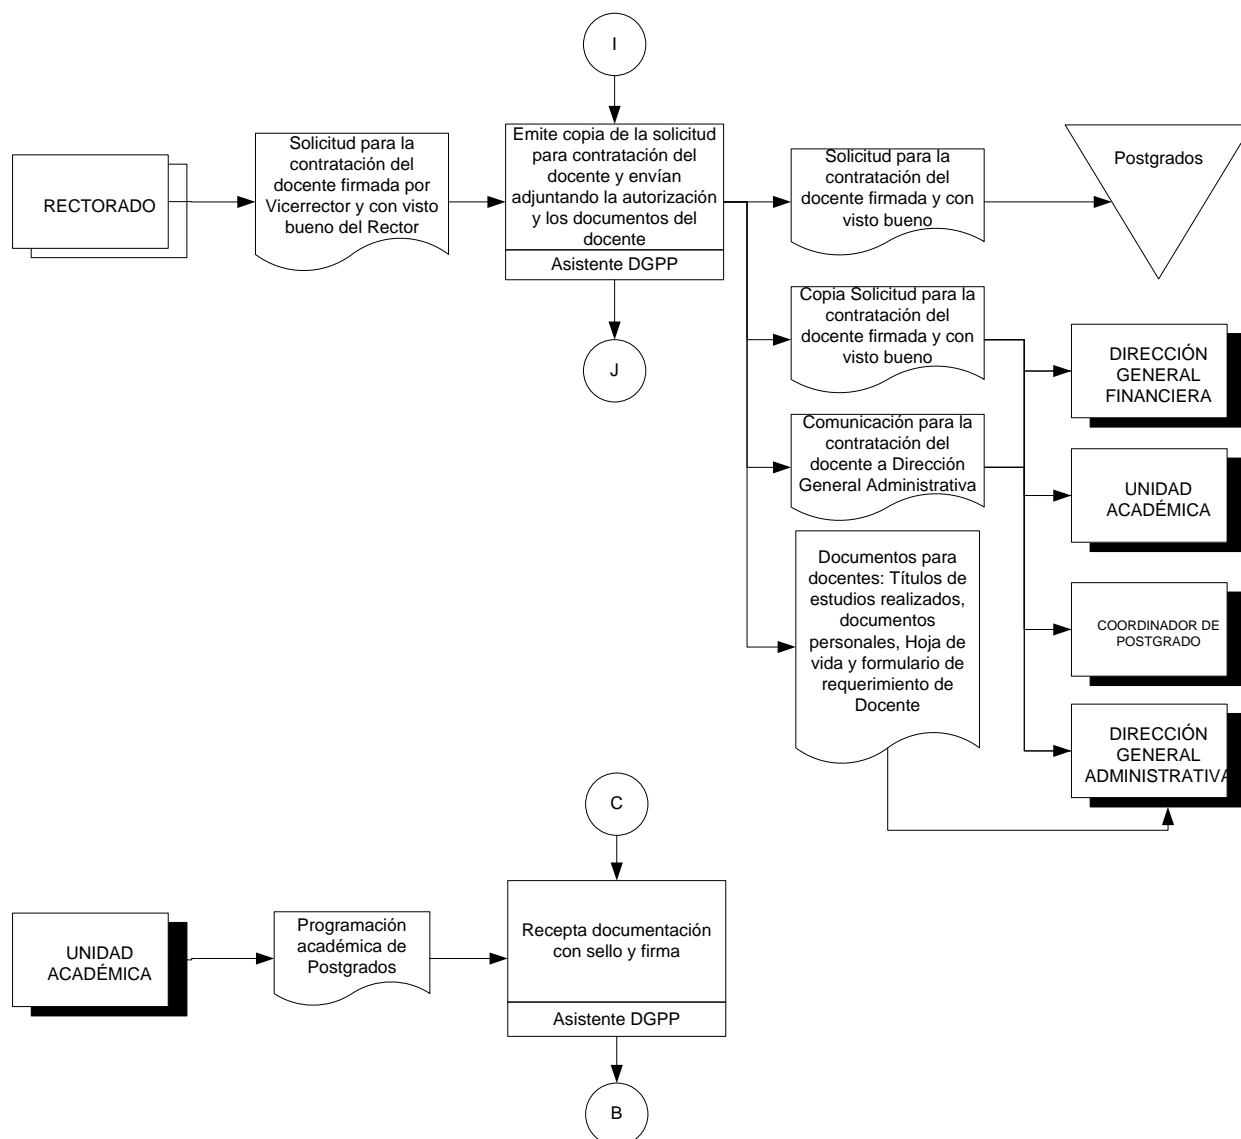 I
RECTORADO
Solicitud para la
contratación del
docente firmada por
Vicerrector y con visto
bueno del Rector
Emite copia de la solicitud
para contratación del
docente y envían
adjuntando la autorización
y los documentos del
docente
Asistente DGPP
J
Solicitud para la
contratación del
docente firmada y con
visto bueno
Postgrados
Copia Solicitud para la
contratación del
docente firmada y con
visto bueno
Comunicación para la
contratación del
docente a Dirección
General Administrativa
Documentos para
docentes: Títulos de
estudios realizados,
documentos
personales, Hoja de
vida y formulario de
requerimiento de
Docente
DIRECCIÓN
GENERAL
FINANCIERA
UNIDAD
ACADÉMICA
COORDINADOR DE
POSTGRADO
DIRECCIÓN
GENERAL
ADMINISTRATIVA
C
UNIDAD
ACADÉMICA
Programación
académica de
Postgrados
Recepta documentación
con sello y firma
Asistente DGPP
B